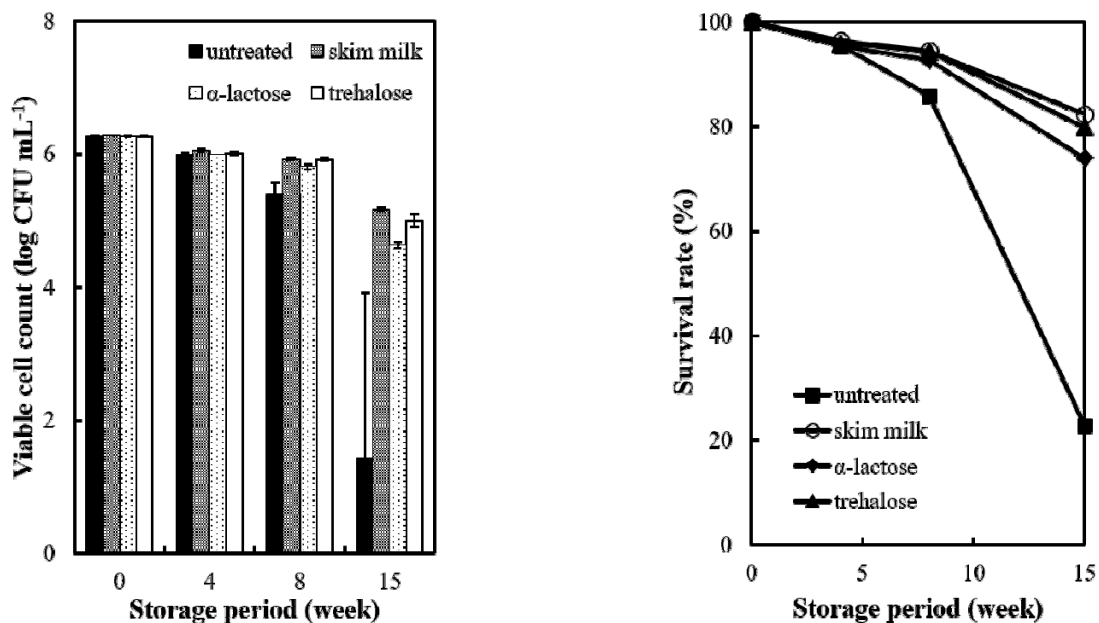 Viable cell count (log CFU mL⁻¹)
8
6
4
2
0
untreated skim milk
α-lactose trehalose
0 4 8 15
Storage period (week)
Survival rate (%)
100
80
60
40
20
0
untreated
skim milk
α-lactose
trehalose
0 5 10 15
Storage period (week)